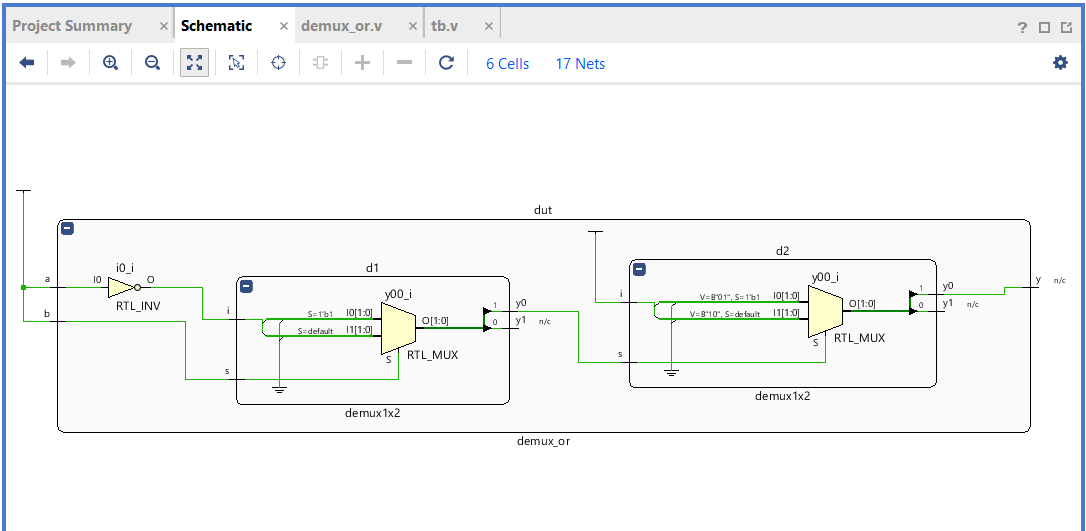 Project Summary × Schematic × demux_or.v × tb.v × ?
6 Cells 17 Nets
dut
a
b
i0_i
I0 O
RTL_INV
d1
i
s
y00_i
S=1'b1 I0[1:0]
S=default I1[1:0]
S
O[1:0]
RTL_MUX
1
0
y0
y1 n/c
demux1x2
d2
i
s
y00_i
V=B"01", S=1'b1 I0[1:0]
V=B"10", S=default I1[1:0]
S
O[1:0]
RTL_MUX
1
0
y0
y1 n/c
demux1x2
y n/c
demux_or